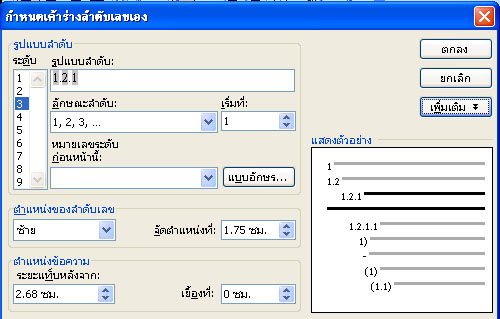 กำหนดเค้าร่างลำดับเลขเอง
รูปแบบลำดับ
ระดับ
รูปแบบลำดับ:
1
2
3
4
5
6
7
8
9
1.2.1
ลักษณะลำดับ:
เริ่มที่:
1, 2, 3, ...
1
หมายเลขระดับ
ก่อนหน้านี้:
แบบอักษร...
ตกลง
ยกเลิก
เพิ่มเติม
ตำแหน่งของลำดับเลข
ซ้าย
จัดตำแหน่งที่:
1.75 ซม.
ตำแหน่งข้อความ
ระยะแท็บหลังจาก:
2.68 ซม.
เยื้องที่:
0 ซม.
แสดงตัวอย่าง
1
1.2
1.2.1
1.2.1.1
1)
-
(1)
(1.1)